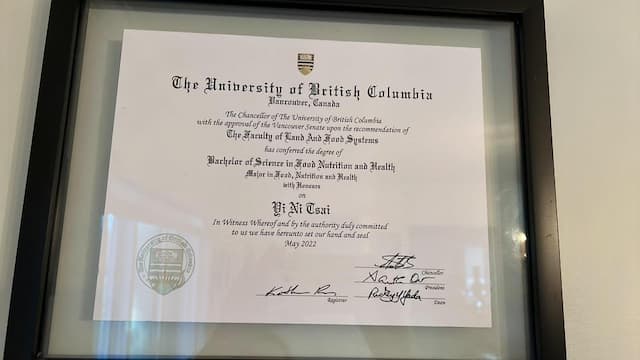 The University of British Columbia
Vancouver, Canada
The Chancellor of The University of British Columbia
with the approval of the Vancouver Senate upon the recommendation of
The Faculty of Land And Food Systems
has conferred the degree of
Bachelor of Science in Food Nutrition and Health
Major in Food, Nutrition and Health
with Honours
on
Yi Ni Tsai
In Witness Whereof and by the authority duly committed
to us we have hereunto set our hand and seal
May 2022
Chancellor
President
Registrar
Dean